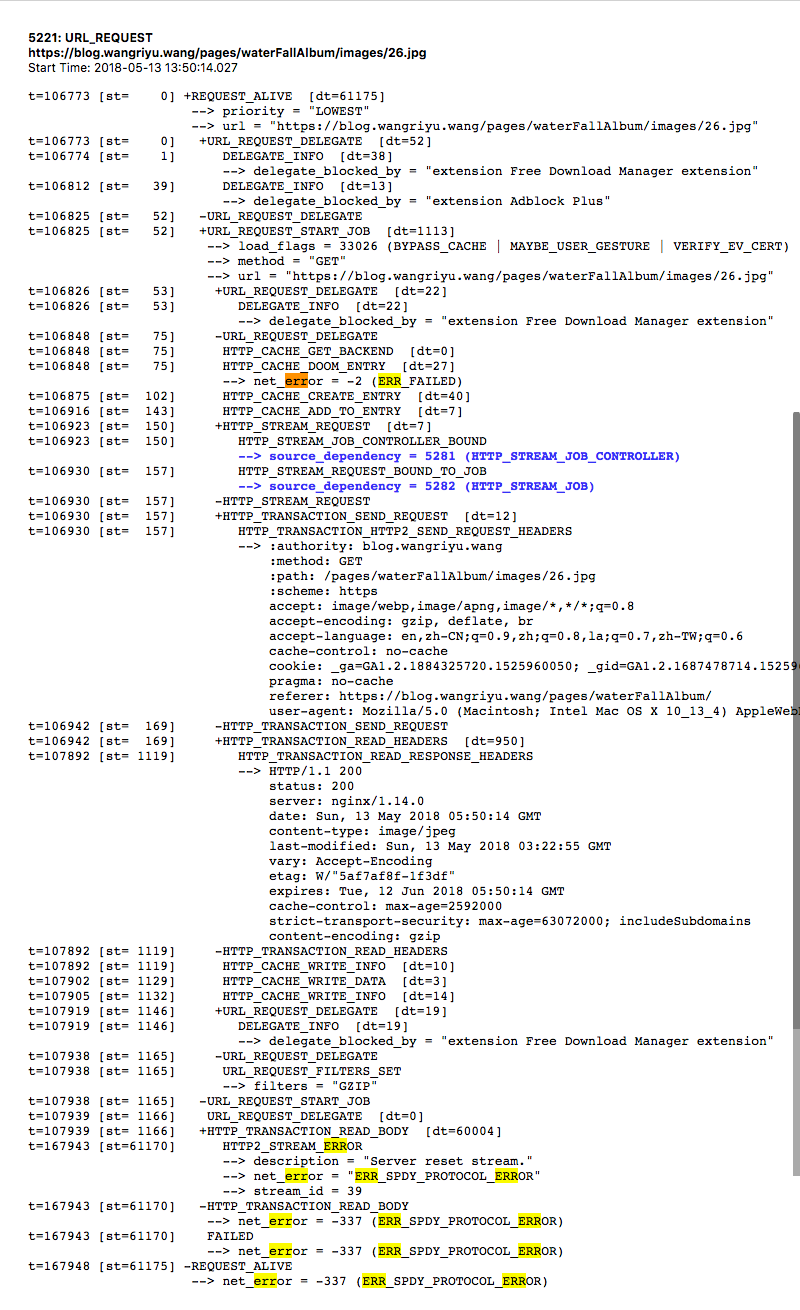 5221: URL_REQUEST
https://blog.wangriyu.wang/pages/waterFallAlbum/images/26.jpg
Start Time: 2018-05-13 13:50:14.027
t=106773 [st=    0] +REQUEST_ALIVE  [dt=61175]
--> priority = "LOWEST"
--> url = "https://blog.wangriyu.wang/pages/waterFallAlbum/images/26.jpg"
t=106773 [st=    0]   +URL_REQUEST_DELEGATE  [dt=52]
t=106774 [st=    1]      DELEGATE_INFO  [dt=38]
--> delegate_blocked_by = "extension Free Download Manager extension"
t=106812 [st=   39]      DELEGATE_INFO  [dt=13]
--> delegate_blocked_by = "extension Adblock Plus"
t=106825 [st=   52]   -URL_REQUEST_DELEGATE
t=106825 [st=   52]   +URL_REQUEST_START_JOB  [dt=1113]
--> load_flags = 33026 (BYPASS_CACHE | MAYBE_USER_GESTURE | VERIFY_EV_CERT)
--> method = "GET"
--> url = "https://blog.wangriyu.wang/pages/waterFallAlbum/images/26.jpg"
t=106826 [st=   53]     +URL_REQUEST_DELEGATE  [dt=22]
t=106826 [st=   53]        DELEGATE_INFO  [dt=22]
--> delegate_blocked_by = "extension Free Download Manager extension"
t=106848 [st=   75]     -URL_REQUEST_DELEGATE
t=106848 [st=   75]      HTTP_CACHE_GET_BACKEND  [dt=0]
t=106848 [st=   75]      HTTP_CACHE_DOOM_ENTRY  [dt=27]
--> net_error = -2 (ERR_FAILED)
t=106875 [st=  102]      HTTP_CACHE_CREATE_ENTRY  [dt=40]
t=106916 [st=  143]      HTTP_CACHE_ADD_TO_ENTRY  [dt=7]
t=106923 [st=  150]     +HTTP_STREAM_REQUEST  [dt=7]
t=106923 [st=  150]        HTTP_STREAM_JOB_CONTROLLER_BOUND
--> source_dependency = 5281 (HTTP_STREAM_JOB_CONTROLLER)
t=106930 [st=  157]        HTTP_STREAM_REQUEST_BOUND_TO_JOB
--> source_dependency = 5282 (HTTP_STREAM_JOB)
t=106930 [st=  157]     -HTTP_STREAM_REQUEST
t=106930 [st=  157]     +HTTP_TRANSACTION_SEND_REQUEST  [dt=12]
t=106930 [st=  157]        HTTP_TRANSACTION_HTTP2_SEND_REQUEST_HEADERS
--> :authority: blog.wangriyu.wang
:method: GET
:path: /pages/waterFallAlbum/images/26.jpg
:scheme: https
accept: image/webp,image/apng,image/*,*/*;q=0.8
accept-encoding: gzip, deflate, br
accept-language: en,zh-CN;q=0.9,zh;q=0.8,la;q=0.7,zh-TW;q=0.6
cache-control: no-cache
cookie: _ga=GA1.2.1884325720.1525960050; _gid=GA1.2.1687478714.15259
pragma: no-cache
referer: https://blog.wangriyu.wang/pages/waterFallAlbum/
user-agent: Mozilla/5.0 (Macintosh; Intel Mac OS X 10_13_4) AppleWeb
t=106942 [st=  169]     -HTTP_TRANSACTION_SEND_REQUEST
t=106942 [st=  169]     +HTTP_TRANSACTION_READ_HEADERS  [dt=950]
t=107892 [st= 1119]        HTTP_TRANSACTION_READ_RESPONSE_HEADERS
--> HTTP/1.1 200
status: 200
server: nginx/1.14.0
date: Sun, 13 May 2018 05:50:14 GMT
content-type: image/jpeg
last-modified: Sun, 13 May 2018 03:22:55 GMT
vary: Accept-Encoding
etag: W/"5af7af8f-1f3df"
expires: Tue, 12 Jun 2018 05:50:14 GMT
cache-control: max-age=2592000
strict-transport-security: max-age=63072000; includeSubdomains
content-encoding: gzip
t=107892 [st= 1119]     -HTTP_TRANSACTION_READ_HEADERS
t=107892 [st= 1119]      HTTP_CACHE_WRITE_INFO  [dt=10]
t=107902 [st= 1129]      HTTP_CACHE_WRITE_DATA  [dt=3]
t=107905 [st= 1132]      HTTP_CACHE_WRITE_INFO  [dt=14]
t=107919 [st= 1146]     +URL_REQUEST_DELEGATE  [dt=19]
t=107919 [st= 1146]        DELEGATE_INFO  [dt=19]
--> delegate_blocked_by = "extension Free Download Manager extension"
t=107938 [st= 1165]     -URL_REQUEST_DELEGATE
t=107938 [st= 1165]      URL_REQUEST_FILTERS_SET
--> filters = "GZIP"
t=107938 [st= 1165]   -URL_REQUEST_START_JOB
t=107939 [st= 1166]    URL_REQUEST_DELEGATE  [dt=0]
t=107939 [st= 1166]   +HTTP_TRANSACTION_READ_BODY  [dt=60004]
t=167943 [st=61170]      HTTP2_STREAM_ERROR
--> description = "Server reset stream."
--> net_error = "ERR_SPDY_PROTOCOL_ERROR"
--> stream_id = 39
t=167943 [st=61170]   -HTTP_TRANSACTION_READ_BODY
--> net_error = -337 (ERR_SPDY_PROTOCOL_ERROR)
t=167943 [st=61170]    FAILED
--> net_error = -337 (ERR_SPDY_PROTOCOL_ERROR)
t=167948 [st=61175] -REQUEST_ALIVE
--> net_error = -337 (ERR_SPDY_PROTOCOL_ERROR)